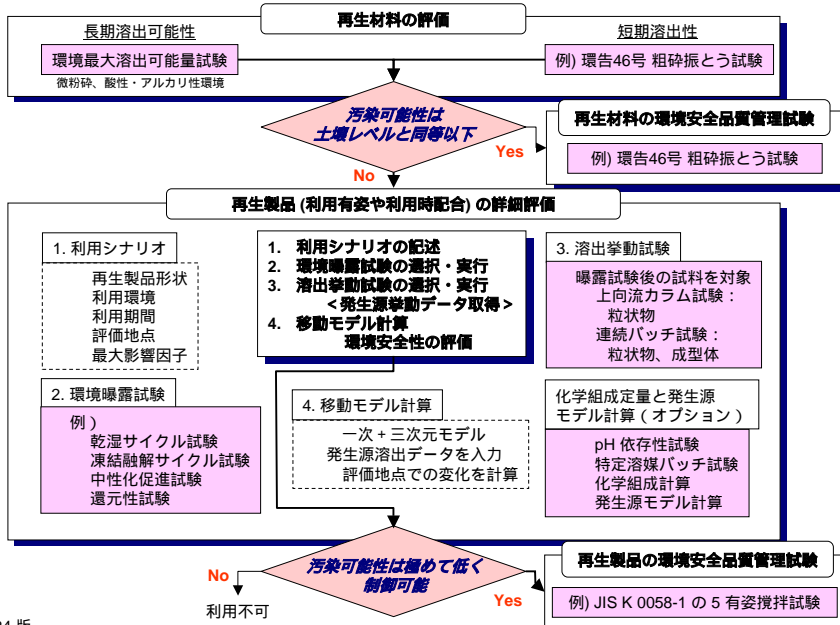 再生材料の評価
長期溶出可能性
環境最大溶出可能量試験
微粉砕、酸性・アルカリ性環境
短期溶出性
例) 環告46号 粗砕振とう試験
汚染可能性は
土壌レベルと同等以下
Yes
No
再生材料の環境安全品質管理試験
例) 環告46号 粗砕振とう試験
再生製品 (利用有姿や利用時配合) の詳細評価
1. 利用シナリオ
再生製品形状
利用環境
利用期間
評価地点
最大影響因子
1. 利用シナリオの記述
2. 環境曝露試験の選択・実行
3. 溶出挙動試験の選択・実行
<発生源挙動データ取得>
4. 移動モデル計算
環境安全性の評価
3. 溶出挙動試験
曝露試験後の試料を対象
上向流カラム試験：
粒状物
連続バッチ試験：
粒状物、成型体
2. 環境曝露試験
例）
乾湿サイクル試験
凍結融解サイクル試験
中性化促進試験
還元性試験
4. 移動モデル計算
一次＋三次元モデル
発生源溶出データを入力
評価地点での変化を計算
化学組成定量と発生源
モデル計算（オプション）
pH 依存性試験
特定溶媒バッチ試験
化学組成計算
発生源モデル計算
汚染可能性は極めて低く
制御可能
No
利用不可
Yes
再生製品の環境安全品質管理試験
例) JIS K 0058-1 の 5 有姿撹拌試験